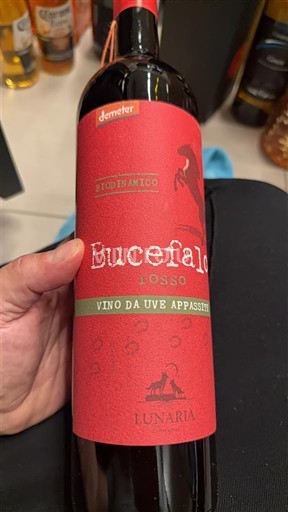 demeter
BIODINAMICO
Bucefalo
rosso
VINO DA UVE APPASSITE
LUNARIA